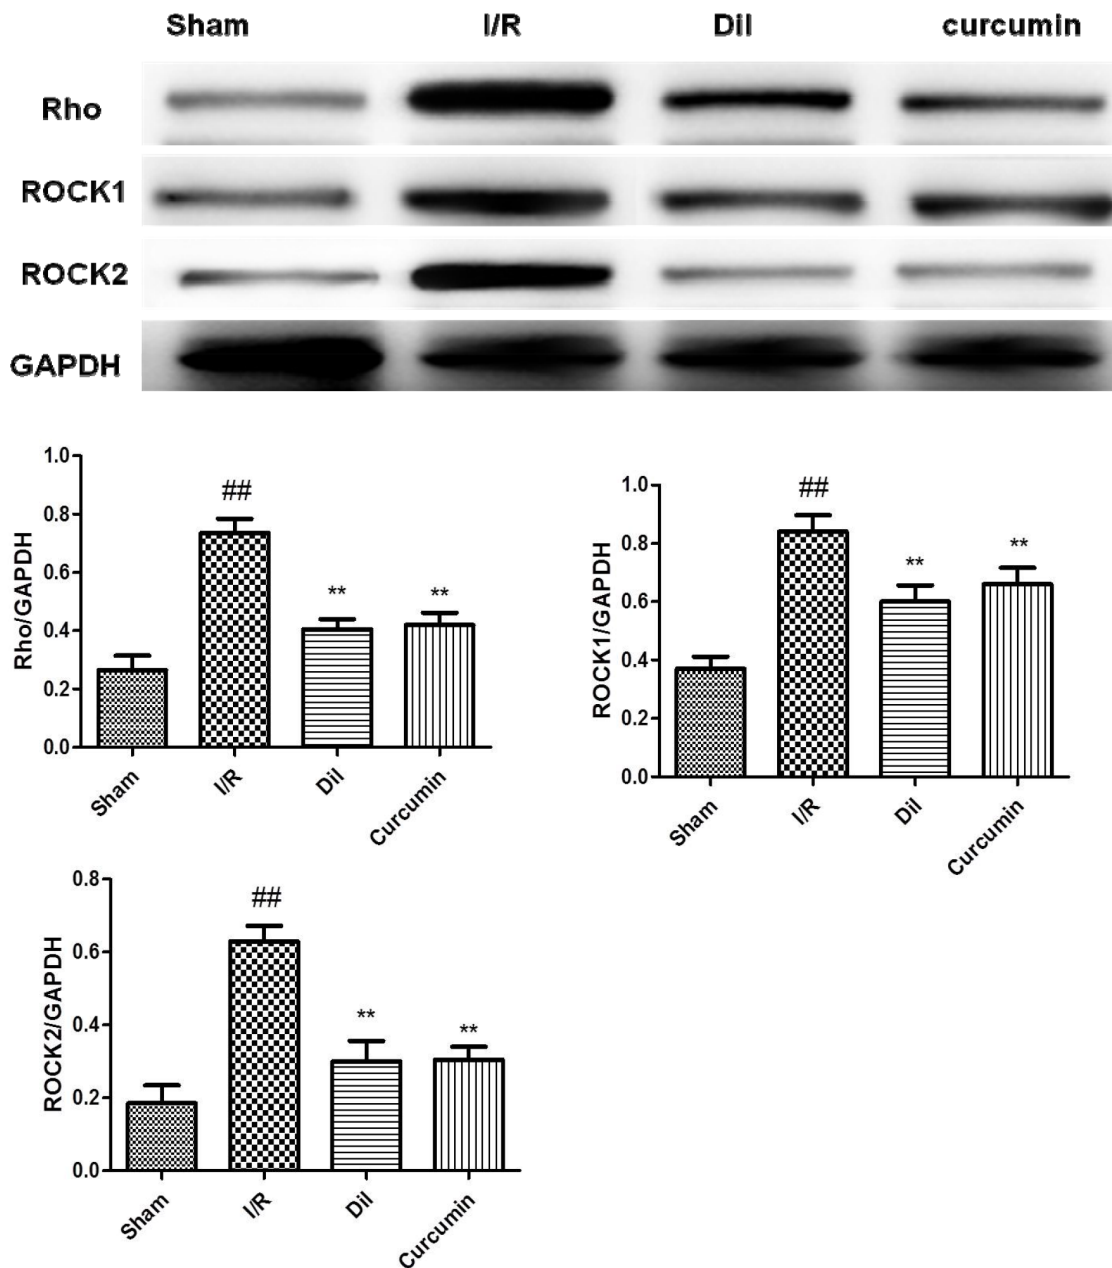 Sham I/R Dil curcumin
Rho
ROCK1
ROCK2
GAPDH
Rho/GAPDH
1.0
0.8
0.6
0.4
0.2
0.0
##
**
**
Sham
I/R
Dil
Curcumin
ROCK1/GAPDH
1.0
0.8
0.6
0.4
0.2
0.0
##
**
**
Sham
I/R
Dil
Curcumin
ROCK2/GAPDH
0.8
0.6
0.4
0.2
0.0
##
**
**
Sham
I/R
Dil
Curcumin